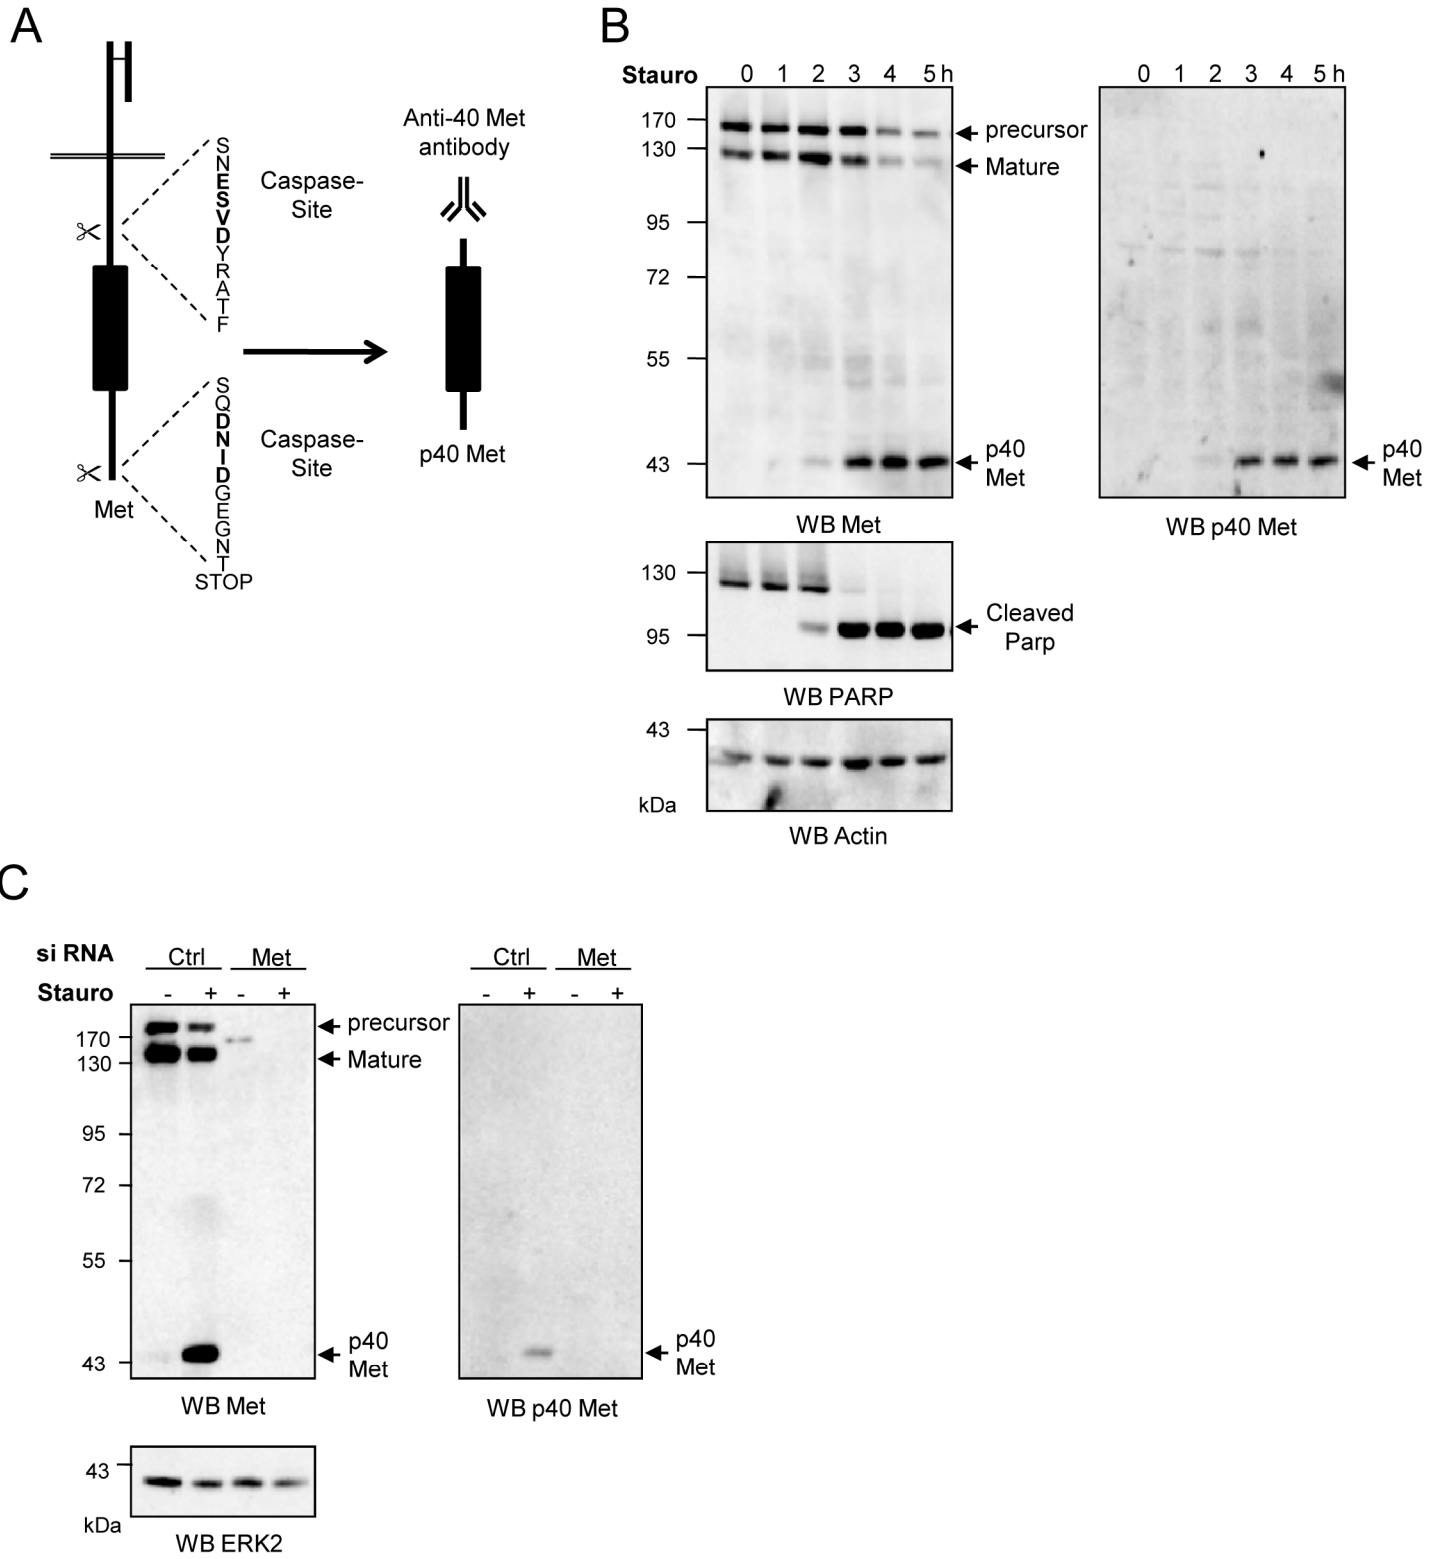 A
S
N
E
S
V
D
Y
R
A
T
F
Caspase-
Site
S
Q
D
N
I
D
G
E
G
N
T
STOP
Caspase-
Site
Met
Anti-40 Met
antibody
p40 Met
B
Stauro 0 1 2 3 4 5 h
170
130
95
72
55
43
precursor
Mature
p40
Met
WB Met
0 1 2 3 4 5 h
p40
Met
WB p40 Met
130
95
Cleaved
Parp
WB PARP
43
kDa
WB Actin
C
si RNA Ctrl Met
Stauro - + - +
170
130
95
72
55
43
precursor
Mature
p40
Met
WB Met
Ctrl Met
- + - +
p40
Met
WB p40 Met
43
kDa
WB ERK2